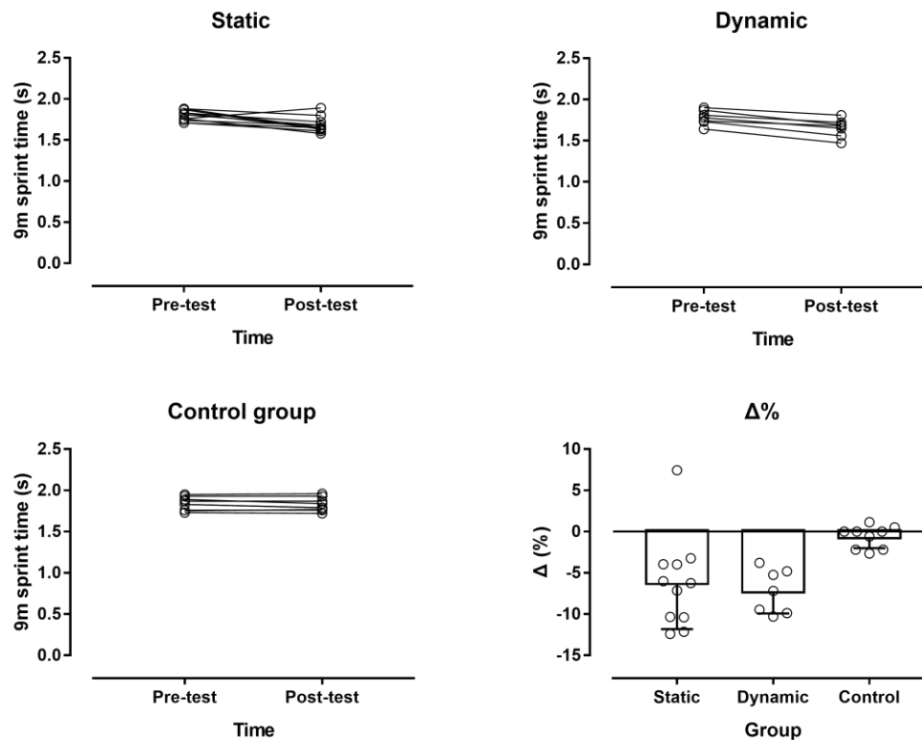 Static
9m sprint time (s)
2.5
2.0
1.5
1.0
0.5
0.0
Pre-test Post-test
Time
Dynamic
9m sprint time (s)
2.5
2.0
1.5
1.0
0.5
0.0
Pre-test Post-test
Time
Control group
9m sprint time (s)
2.5
2.0
1.5
1.0
0.5
0.0
Pre-test Post-test
Time
Δ%
Δ (%)
10
5
0
-5
-10
-15
Static Dynamic Control
Group